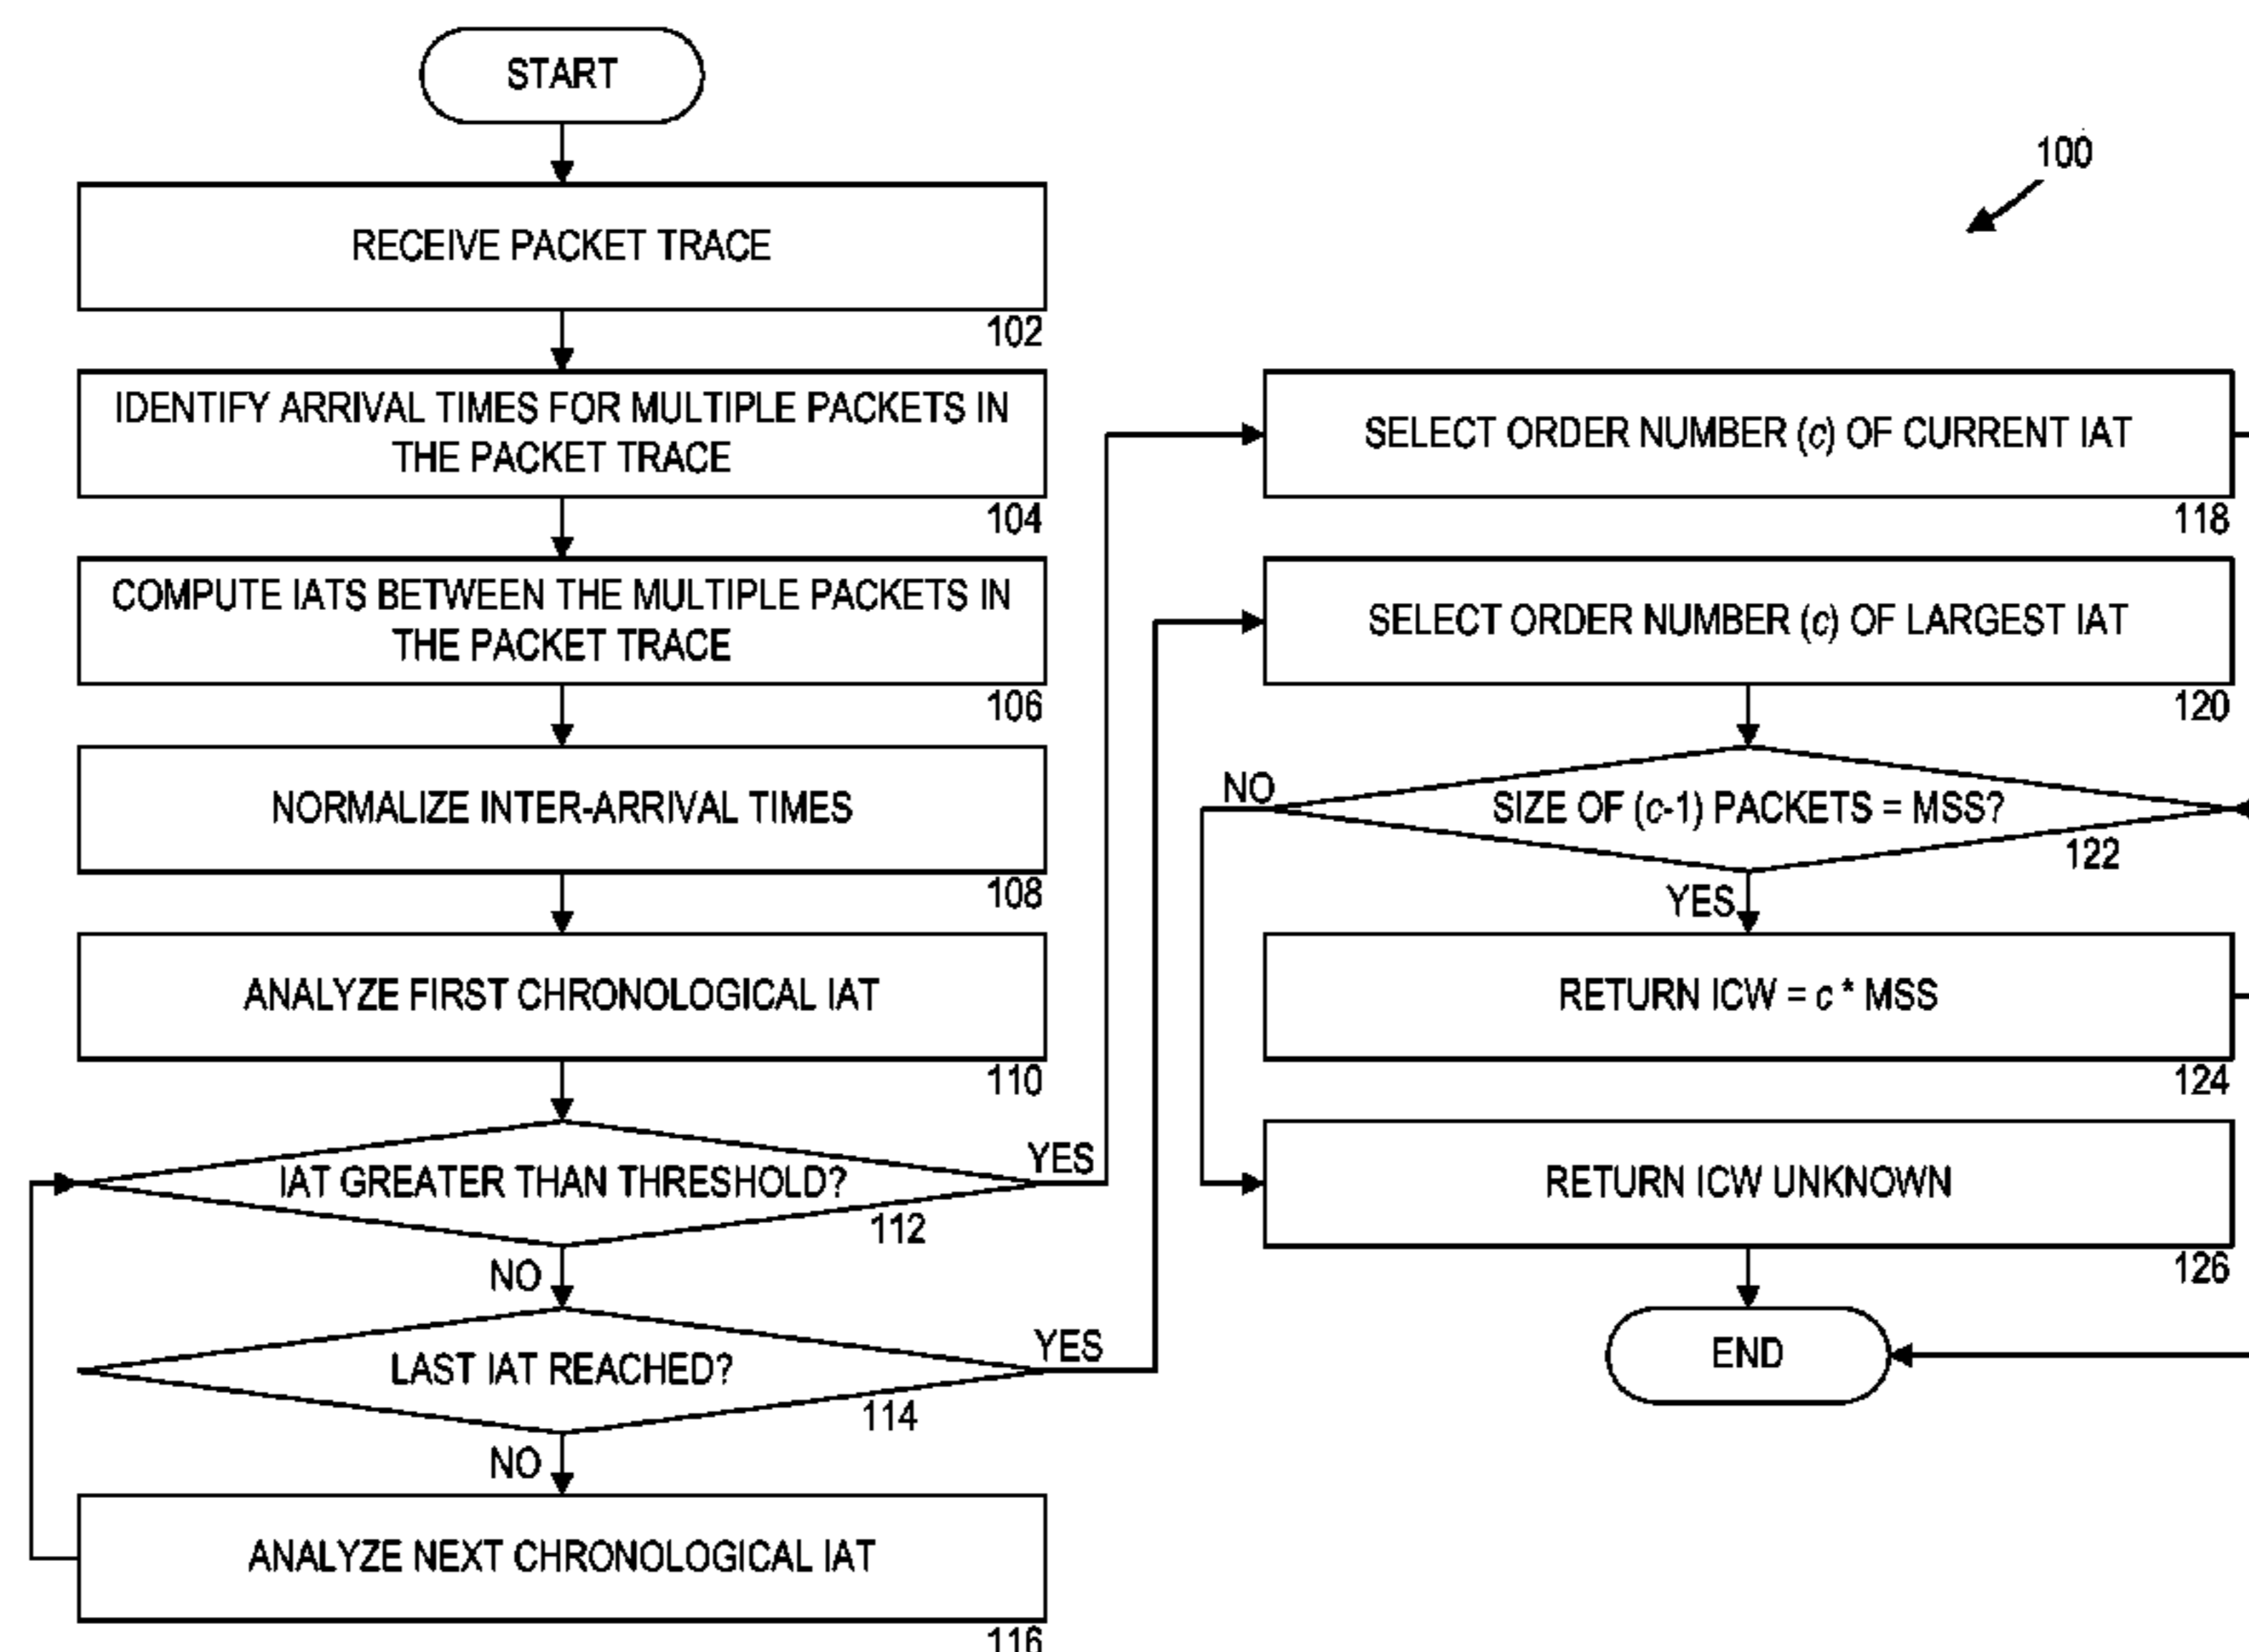 START
100
RECEIVE PACKET TRACE
102
IDENTIFY ARRIVAL TIMES FOR MULTIPLE PACKETS IN
THE PACKET TRACE
104
COMPUTE IATS BETWEEN THE MULTIPLE PACKETS IN
THE PACKET TRACE
106
NORMALIZE INTER-ARRIVAL TIMES
108
ANALYZE FIRST CHRONOLOGICAL IAT
110
IAT GREATER THAN THRESHOLD?
YES
112
NO
LAST IAT REACHED?
YES
114
NO
ANALYZE NEXT CHRONOLOGICAL IAT
116
SELECT ORDER NUMBER (c) OF CURRENT IAT
118
SELECT ORDER NUMBER (c) OF LARGEST IAT
120
NO
SIZE OF (c-1) PACKETS = MSS?
122
YES
RETURN ICW = c * MSS
124
RETURN ICW UNKNOWN
126
END